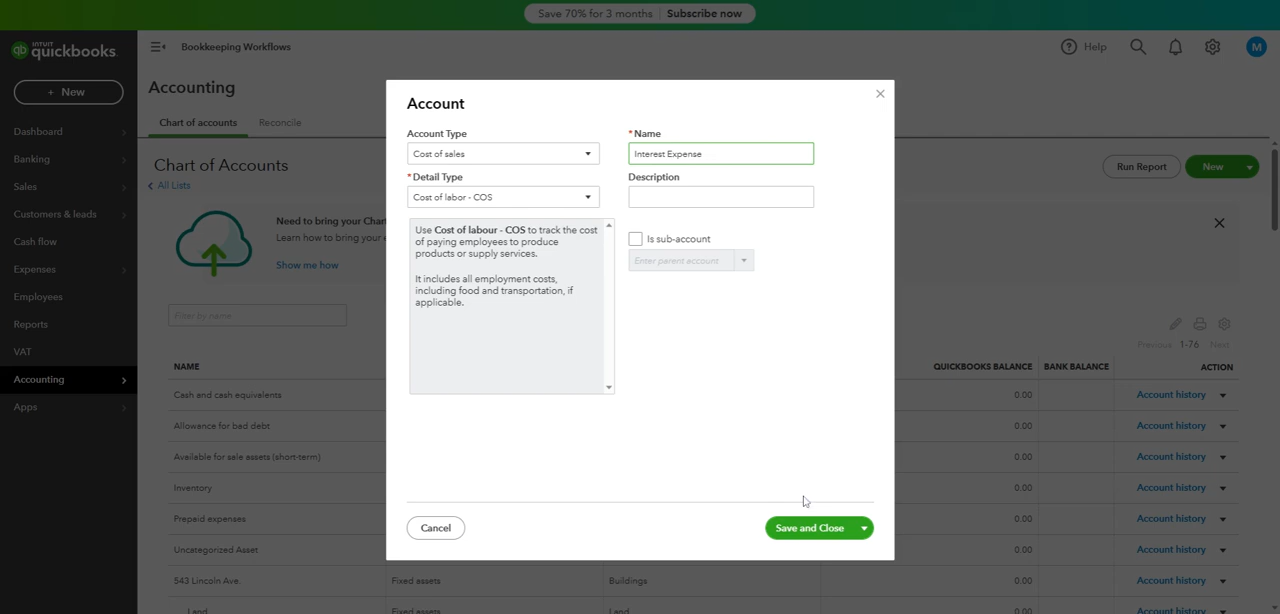 Save 70% for 3 months | Subscribe now
INTUIT
qb quickbooks.
Bookkeeping Workflows
Help
M
+ New
Dashboard
Banking
Sales
Customers & leads
Cash flow
Expenses
Employees
Reports
VAT
Accounting
Apps
Accounting
Chart of accounts
Reconcile
Chart of Accounts
All Lists
Run Report
New
Show me how
Filter by name
Previous 1-76 Next
NAME
QUICKBOOKS BALANCE
BANK BALANCE
ACTION
Cash and cash equivalents
0.00
Account history
Allowance for bad debt
0.00
Account history
Available for sale assets (short-term)
0.00
Account history
Inventory
0.00
Account history
Prepaid expenses
0.00
Account history
Uncategorized Asset
0.00
Account history
543 Lincoln Ave.
Fixed assets
Buildings
0.00
Account history
Land
Fixed assets
Land
0.00
Account history
Need to bring your Chart
Learn how to bring your e
Account
Account Type
Cost of sales
*Name
Interest Expense
*Detail Type
Cost of labor - COS
Description
Use Cost of labour - COS to track the cost
of paying employees to produce
products or supply services.
It includes all employment costs,
including food and transportation, if
applicable.
Is sub-account
Enter parent account
Cancel
Save and Close